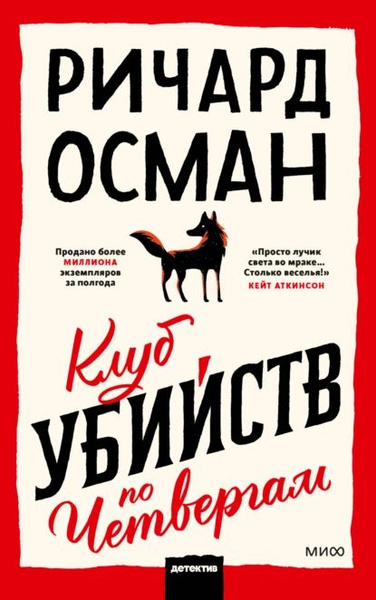 РИЧАРД
ОСМАН
Продано более
МИЛЛИОНА
экземпляров
за полгода
«Просто лучик
света во мраке...
Столько веселья!»
КЕЙТ АТКИНСОН
Клуб
УБИЙСТВ
по
Четвергам
МИФ
детектив